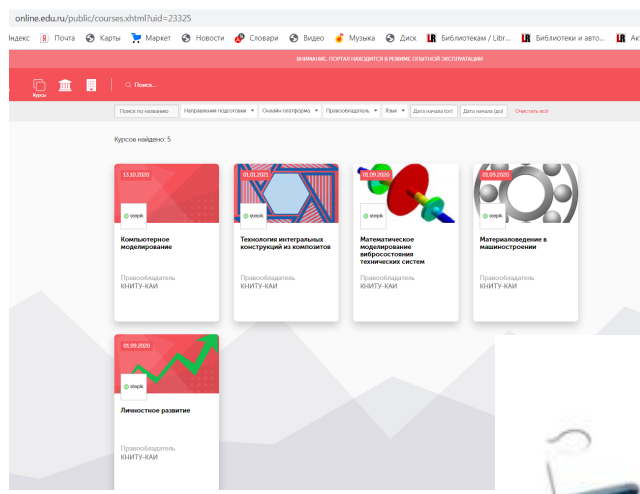 online.edu.ru/public/courses.xhtml?uid=23325
ндекс Почта Карты Маркет Новости Словари Видео Музыка Диск Библиотекам / Libr... Библиотеки и авто... Ак
ВНИМАНИЕ, ПОРТАЛ НАХОДИТСЯ В РЕЖИМЕ ОПЫТНОЙ ЭКСПЛУАТАЦИИ
Курсы Поиск...
Поиск по названию Направления подготовки Онлайн-платформа Правообладатель Язык Дата начала (от) Дата начала (до) Очистить всё
Курсов найдено: 5
13.10.2020
stepik
Компьютерное
моделирование
Правообладатель
КНИТУ-КАИ
01.01.2021
stepik
Технология интегральных
конструкций из композитов
Правообладатель
КНИТУ-КАИ
01.09.2020
stepik
Математическое
моделирование
вибросостояния
технических систем
Правообладатель
КНИТУ-КАИ
01.09.2020
stepik
Материаловедение в
машиностроении
Правообладатель
КНИТУ-КАИ
01.09.2020
stepik
Личностное развитие
Правообладатель
КНИТУ-КАИ